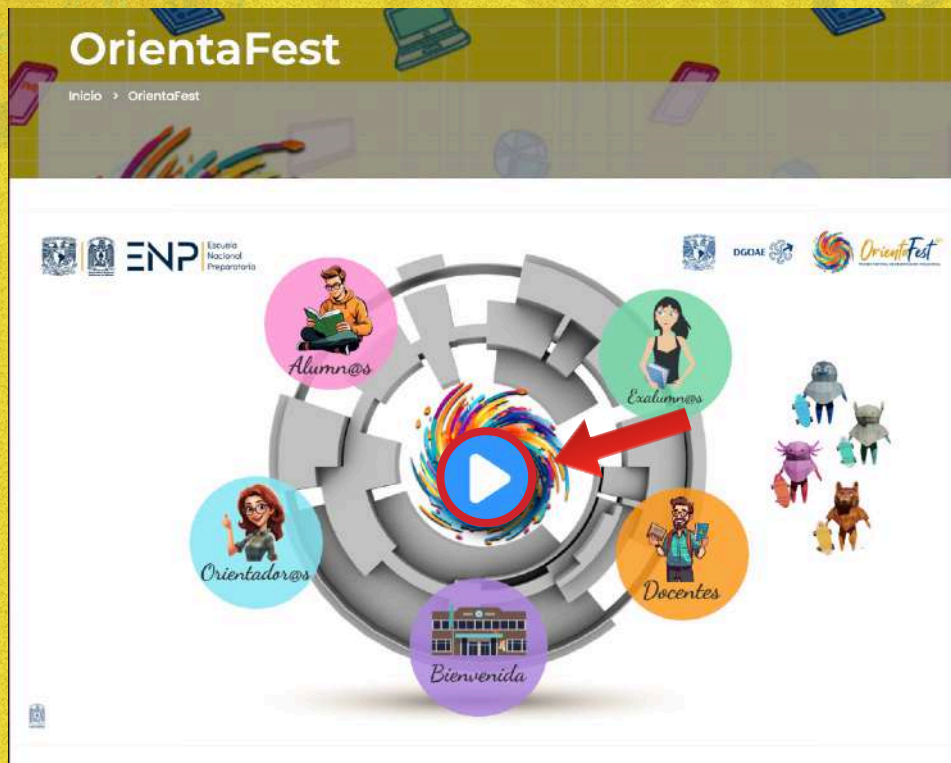 OrientaFest
Inicio > OrientaFest
ENP
Escuela
Nacional
Preparatoria
DGOAE
OrientaFest
Alumn@s
Exalumn@s
Orientador@s
Docentes
Bienvenida